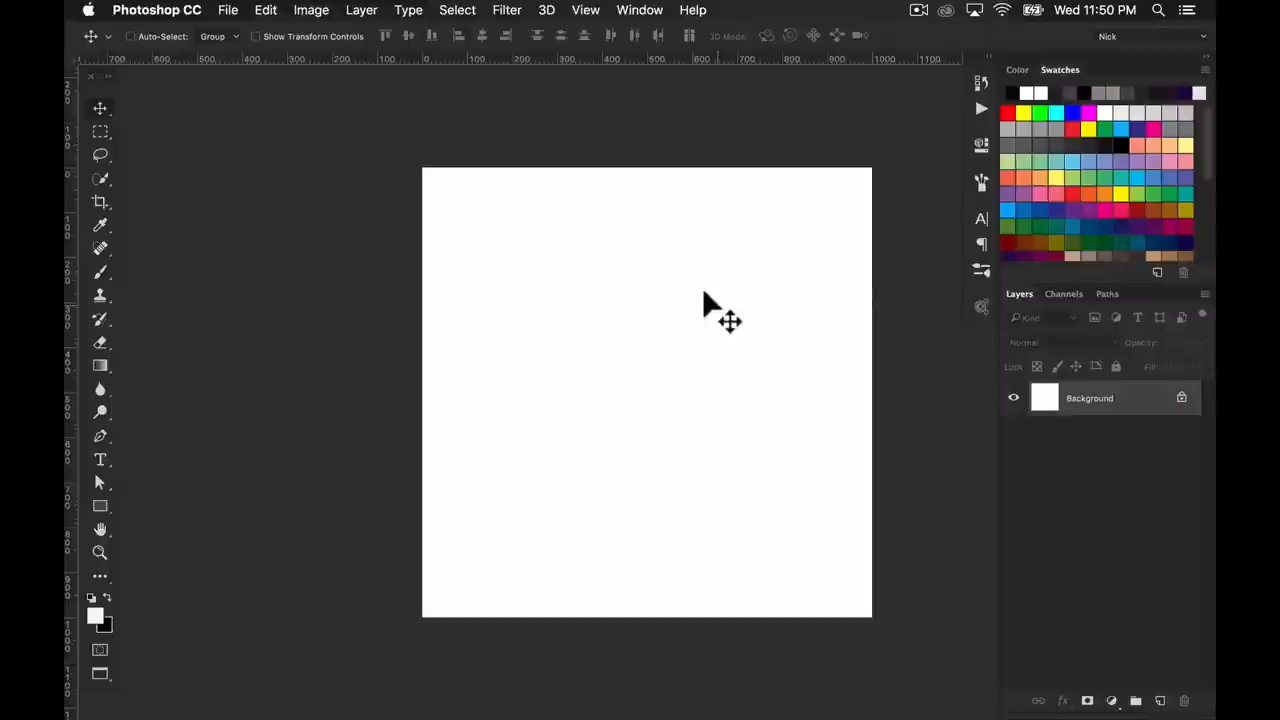 Photoshop CC File Edit Image Layer Type Select Filter 3D View Window Help Wed 11:50 PM
Auto-Select: Group Show Transform Controls 3D Mode: Nick
700 600 500 400 300 200 100 0 100 200 300 400 500 600 700 800 900 1000 1100
Color Swatches
Layers Channels Paths
Kind
Normal Opacity:
Lock Fill:
Background